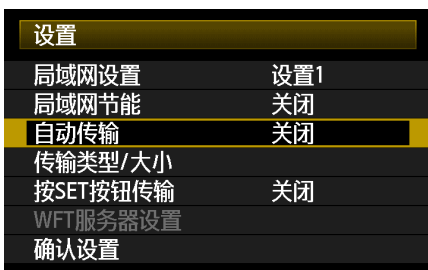 设置
局域网设置 设置1
局域网节能 关闭
自动传输 关闭
传输类型/大小
按SET按钮传输 关闭
WFT服务器设置
确认设置